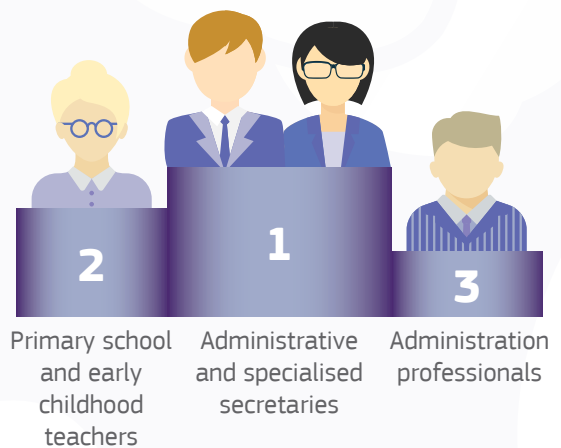 2
1
3
Primary school
and early
childhood
teachers
Administrative
and specialised
secretaries
Administration
professionals